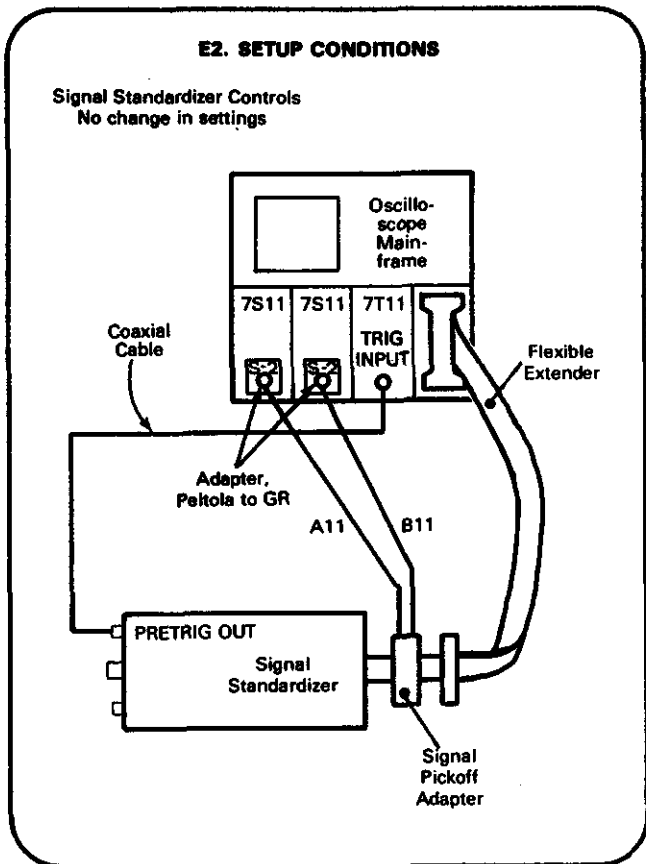 E2. SETUP CONDITIONS
Signal Standardizer Controls
No change in settings
Oscillo-
scope
Main-
frame
7S11
7S11
7T11
TRIG
INPUT
Coaxial
Cable
Flexible
Extender
Adapter,
Peltola to GR
A11
B11
PRETRIG OUT
Signal
Standardizer
Signal
Pickoff
Adapter